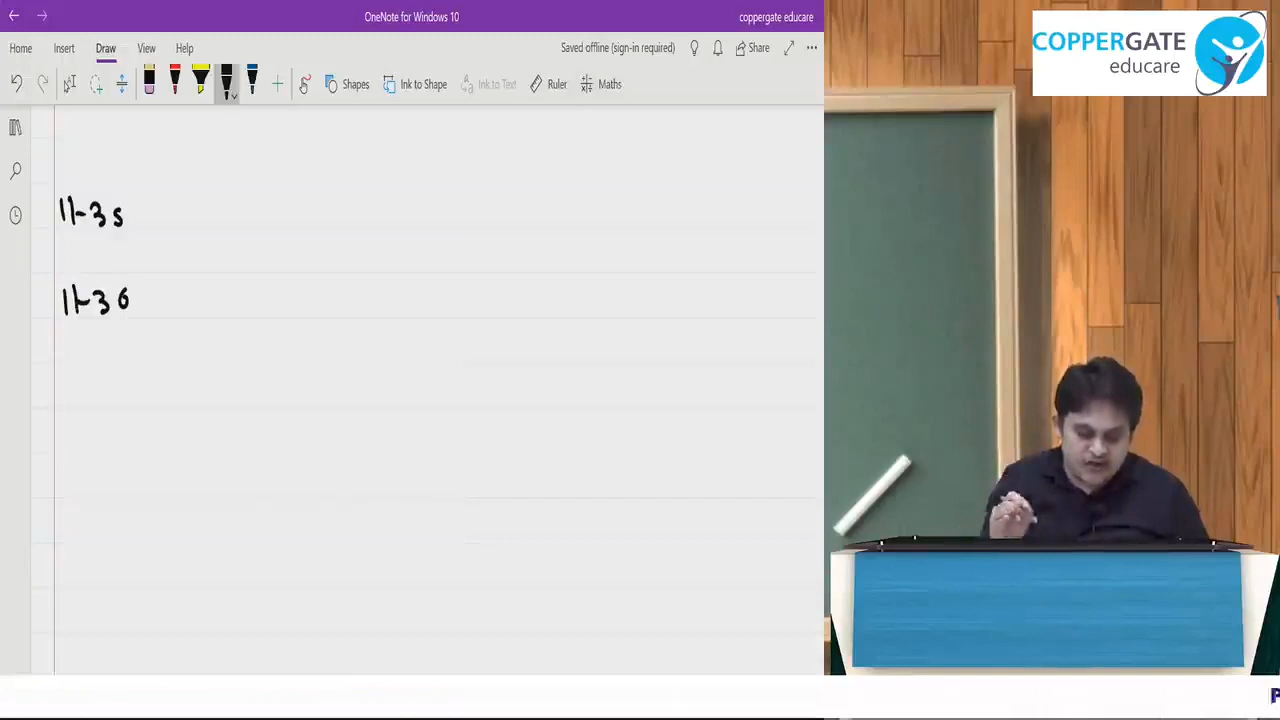 OneNote for Windows 10
coppergate educare
Home Insert Draw View Help
Saved offline (sign-in required)
Share
Shapes
Ink to Shape
Ink to Text
Ruler
Maths
11-35
11-36
COPPERGATE
educare
P